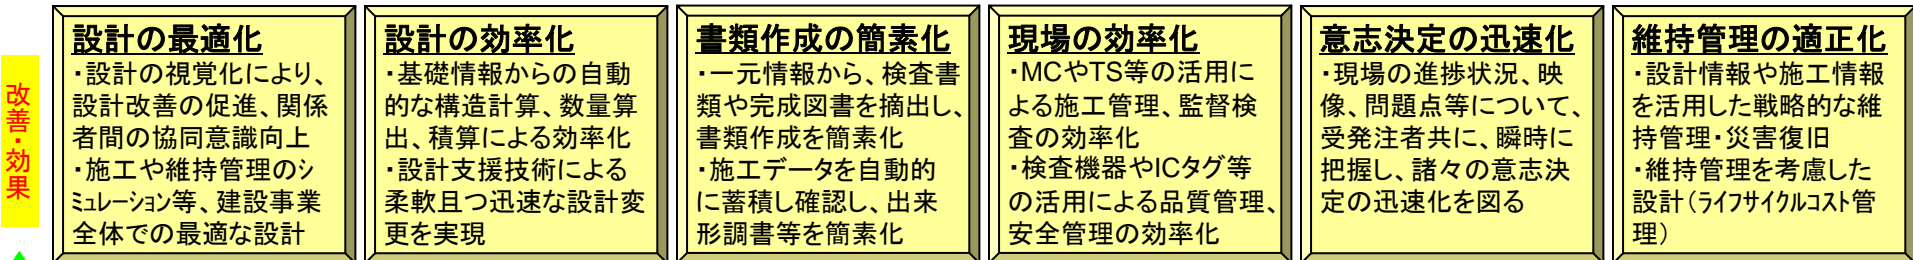 改善・効果
設計の最適化
・設計の視覚化により、
設計改善の促進、関係
者間の協同意識向上
・施工や維持管理のシ
ミュレーション等、建設事業
全体での最適な設計
設計の効率化
・基礎情報からの自動
的な構造計算、数量算
出、積算による効率化
・設計支援技術による
柔軟且つ迅速な設計変
更を実現
書類作成の簡素化
・一元情報から、検査書
類や完成図書を摘出し、
書類作成を簡素化
・施工データを自動的
に蓄積し確認し、出来
形調書等を簡素化
現場の効率化
・MCやTS等の活用に
よる施工管理、監督検
査の効率化
・検査機器やICタグ等
の活用による品質管理、
安全管理の効率化
意志決定の迅速化
・現場の進捗状況、映
像、問題点等について、
受発注者共に、瞬時に
把握し、諸々の意志決
定の迅速化を図る
維持管理の適正化
・設計情報や施工情報
を活用した戦略的な維
持管理・災害復旧
・維持管理を考慮した
設計(ライフサイクルコスト管
理)